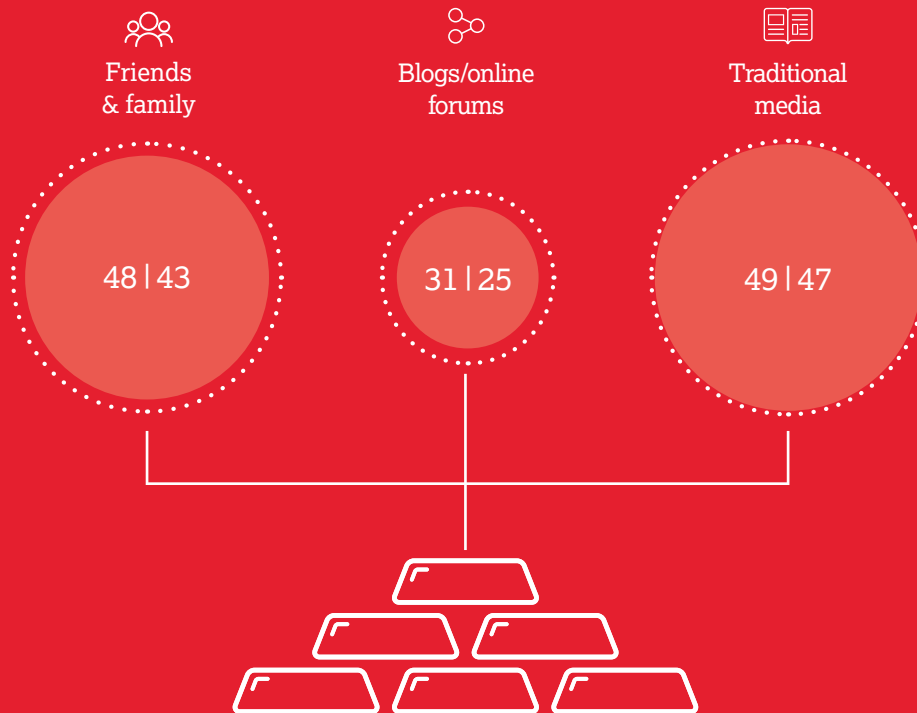 Friends
& family
48 | 43
Blogs/online
forums
31 | 25
Traditional
media
49 | 47